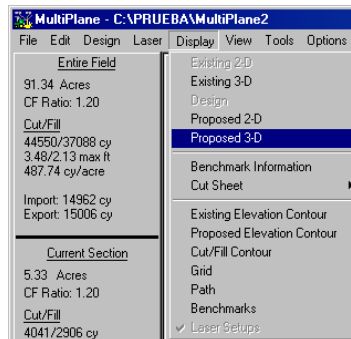 MultiPlane - C:\PRUEBA\MultiPlane2
File Edit Design Laser Display View Tools Options
Entire Field
91.34 Acres
CF Ratio: 1.20
Cut/Fill
44550/37088 cy
3.48/2.13 max ft
487.74 cy/acre
Import: 14962 cy
Export: 15006 cy
Current Section
5.33 Acres
CF Ratio: 1.20
Cut/Fill
4041/2906 cy
Existing 2-D
Existing 3-D
Design
Proposed 2-D
Proposed 3-D
Benchmark Information
Cut Sheet
Existing Elevation Contour
Proposed Elevation Contour
Cut/Fill Contour
Grid
Path
Benchmarks
Laser Setups